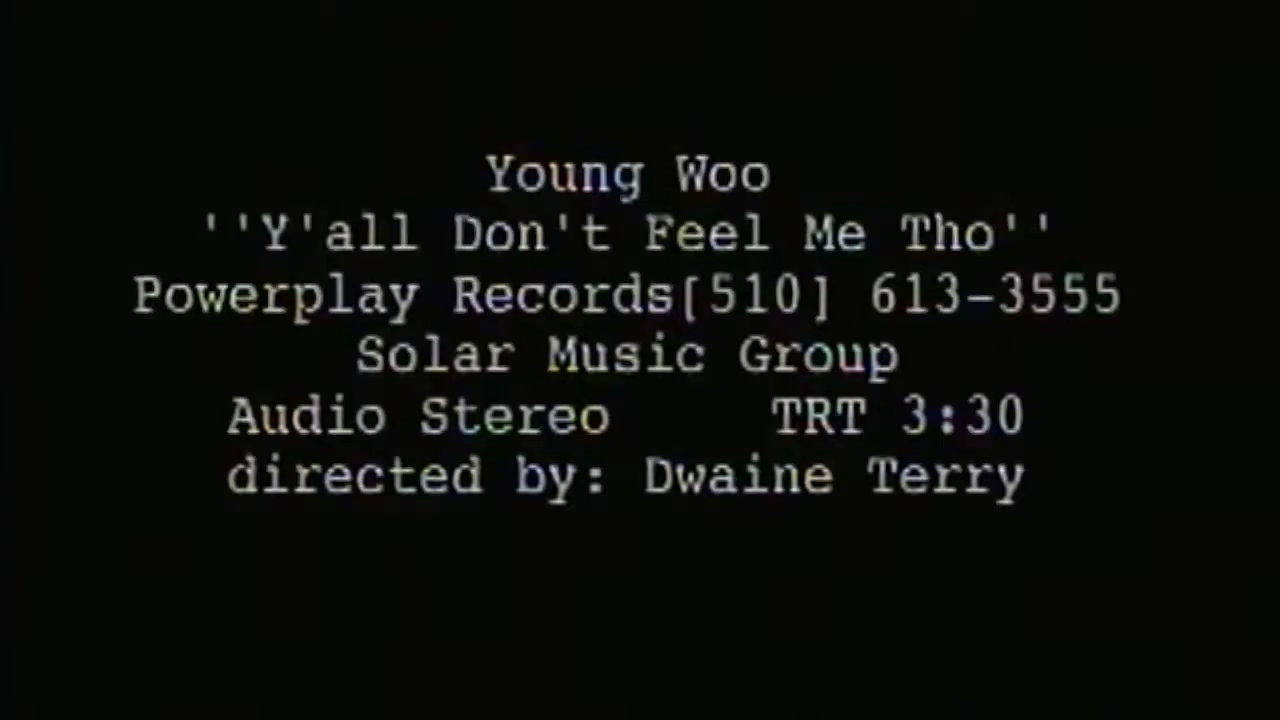 Young Woo
''Y'all Don't Feel Me Tho''
Powerplay Records[510] 613-3555
Solar Music Group
Audio Stereo     TRT 3:30
directed by: Dwaine Terry